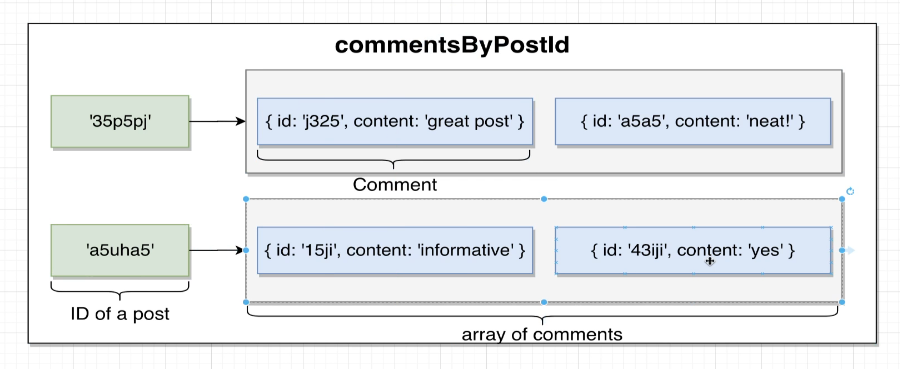 commentsByPostId
'35p5pj'
{ id: 'j325', content: 'great post' }
{ id: 'a5a5', content: 'neat!' }
Comment
'a5uha5'
{ id: '15ji', content: 'informative' }
{ id: '43iji', content: 'yes' }
ID of a post
array of comments